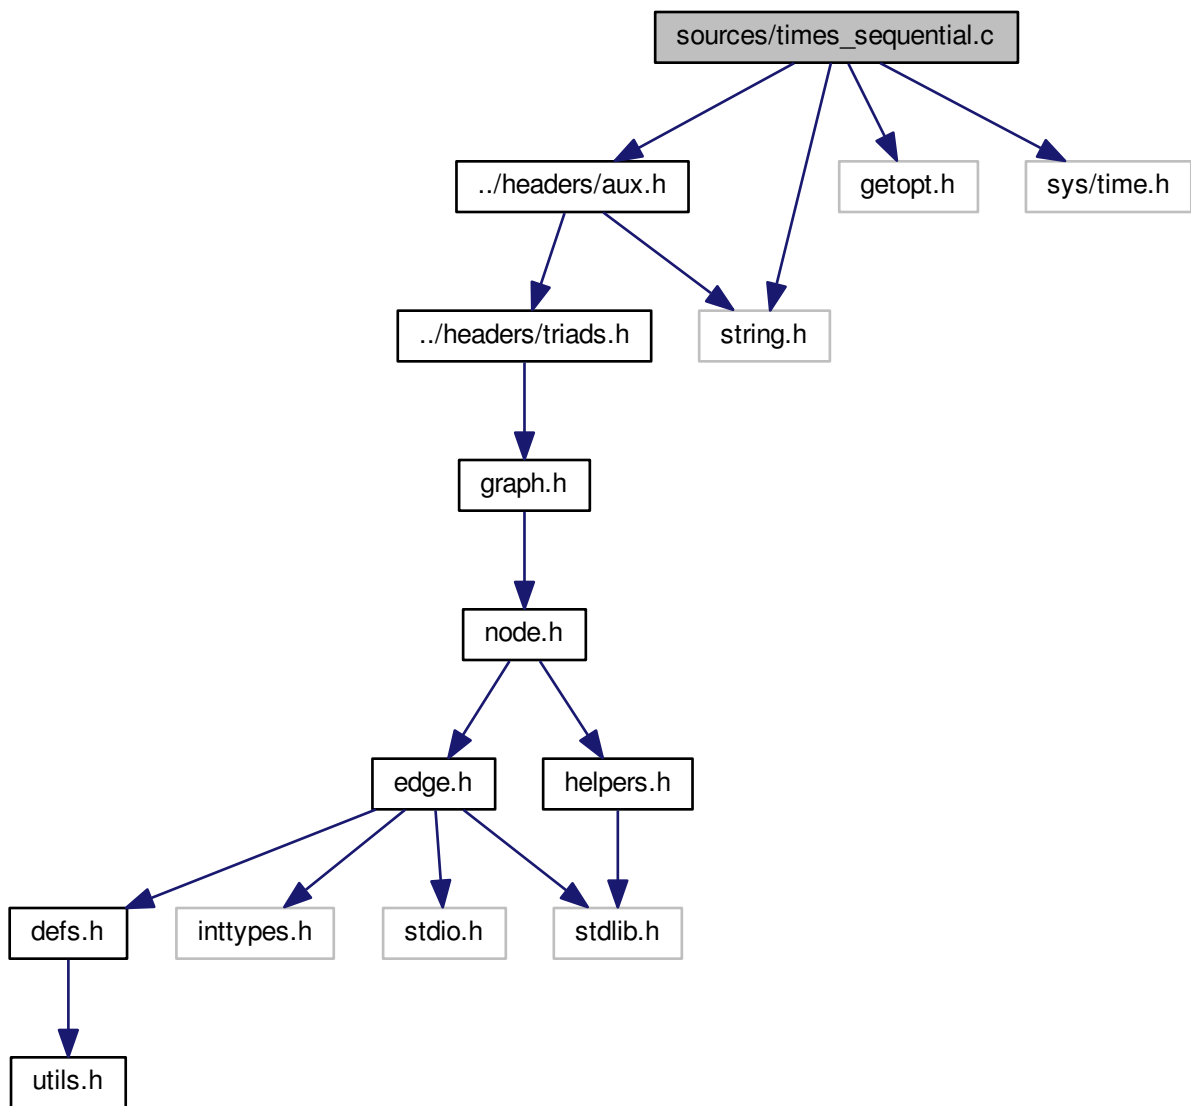 sources/times_sequential.c
../headers/aux.h
getopt.h
sys/time.h
../headers/triads.h
string.h
graph.h
node.h
edge.h
helpers.h
defs.h
inttypes.h
stdio.h
stdlib.h
utils.h